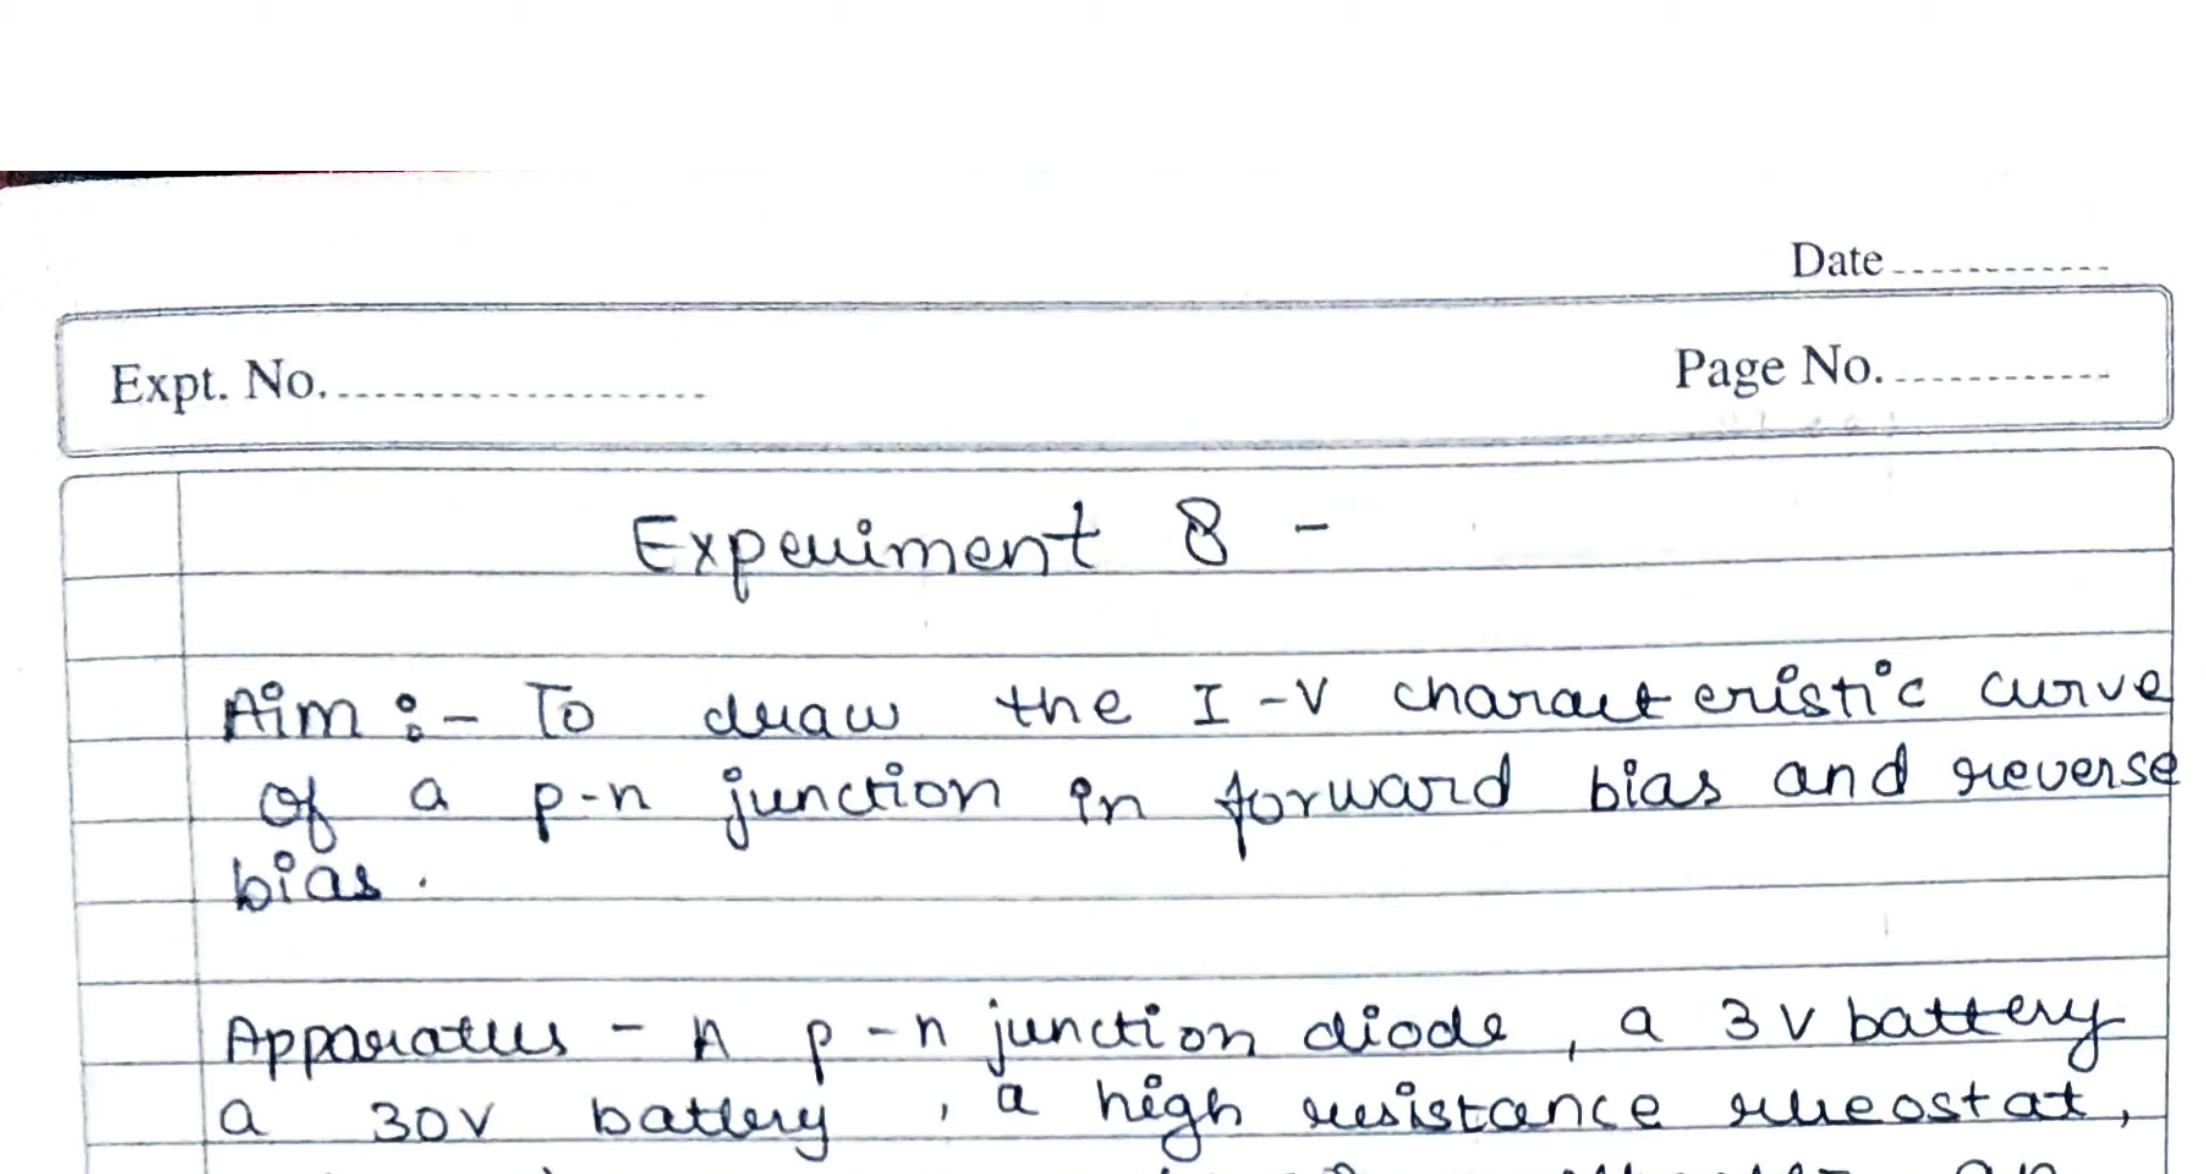 Date
Expt. No.
Page No.
Experiment 8 -
Aim :- To draw the I-V characteristic curve
of a p-n junction in forward bias and reverse
bias.
Apparatus - A p-n junction diode, a 3V battery
a 30V battery, a high resistance rheostat,